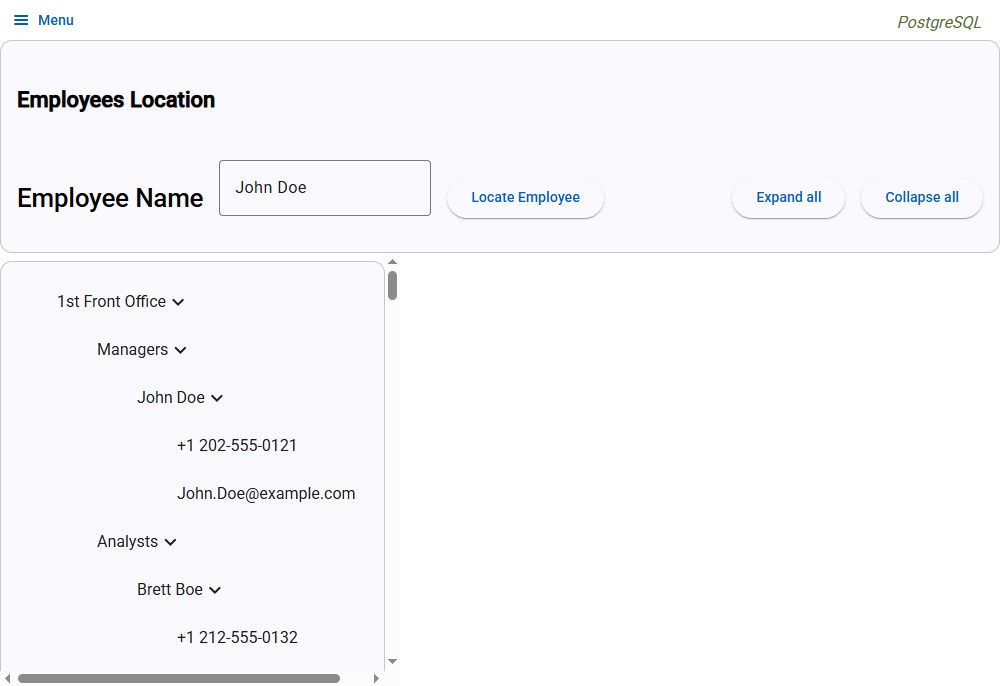 Menu
PostgreSQL
Employees Location
Employee Name
John Doe
Locate Employee
Expand all
Collapse all
1st Front Office
Managers
John Doe
+1 202-555-0121
John.Doe@example.com
Analysts
Brett Boe
+1 212-555-0132